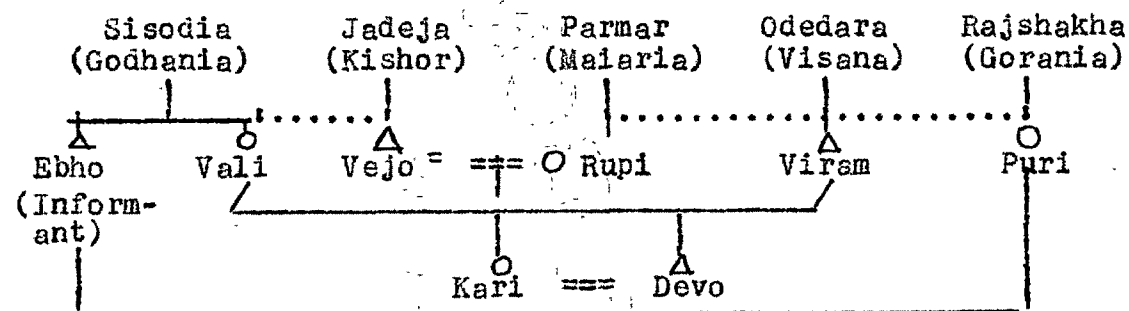 Sisodia Jadeja Parmar Odedara Rajshakha
(Godhania) (Kishor) (Maiaria) (Visana) (Gorania)
Ebho Vali Vejo = === O Rupi Viram Puri
(Inform-
ant)
Kari === Devo